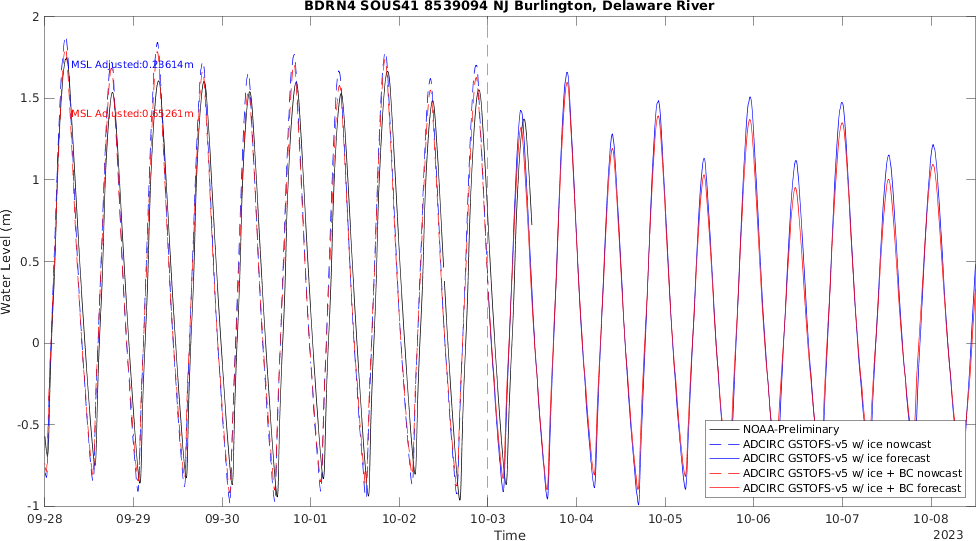 BDRN4 SOUS41 8539094 NJ Burlington, Delaware River
MSL Adjusted:0.23614m
MSL Adjusted:0.65261m
Water Level (m)
2
1.5
1
0.5
0
-0.5
-1
09-28
09-29
09-30
10-01
10-02
10-03
10-04
10-05
10-06
10-07
10-08
Time
2023
NOAA-Preliminary
ADCIRC GSTOFS-v5 w/ ice nowcast
ADCIRC GSTOFS-v5 w/ ice forecast
ADCIRC GSTOFS-v5 w/ ice + BC nowcast
ADCIRC GSTOFS-v5 w/ ice + BC forecast